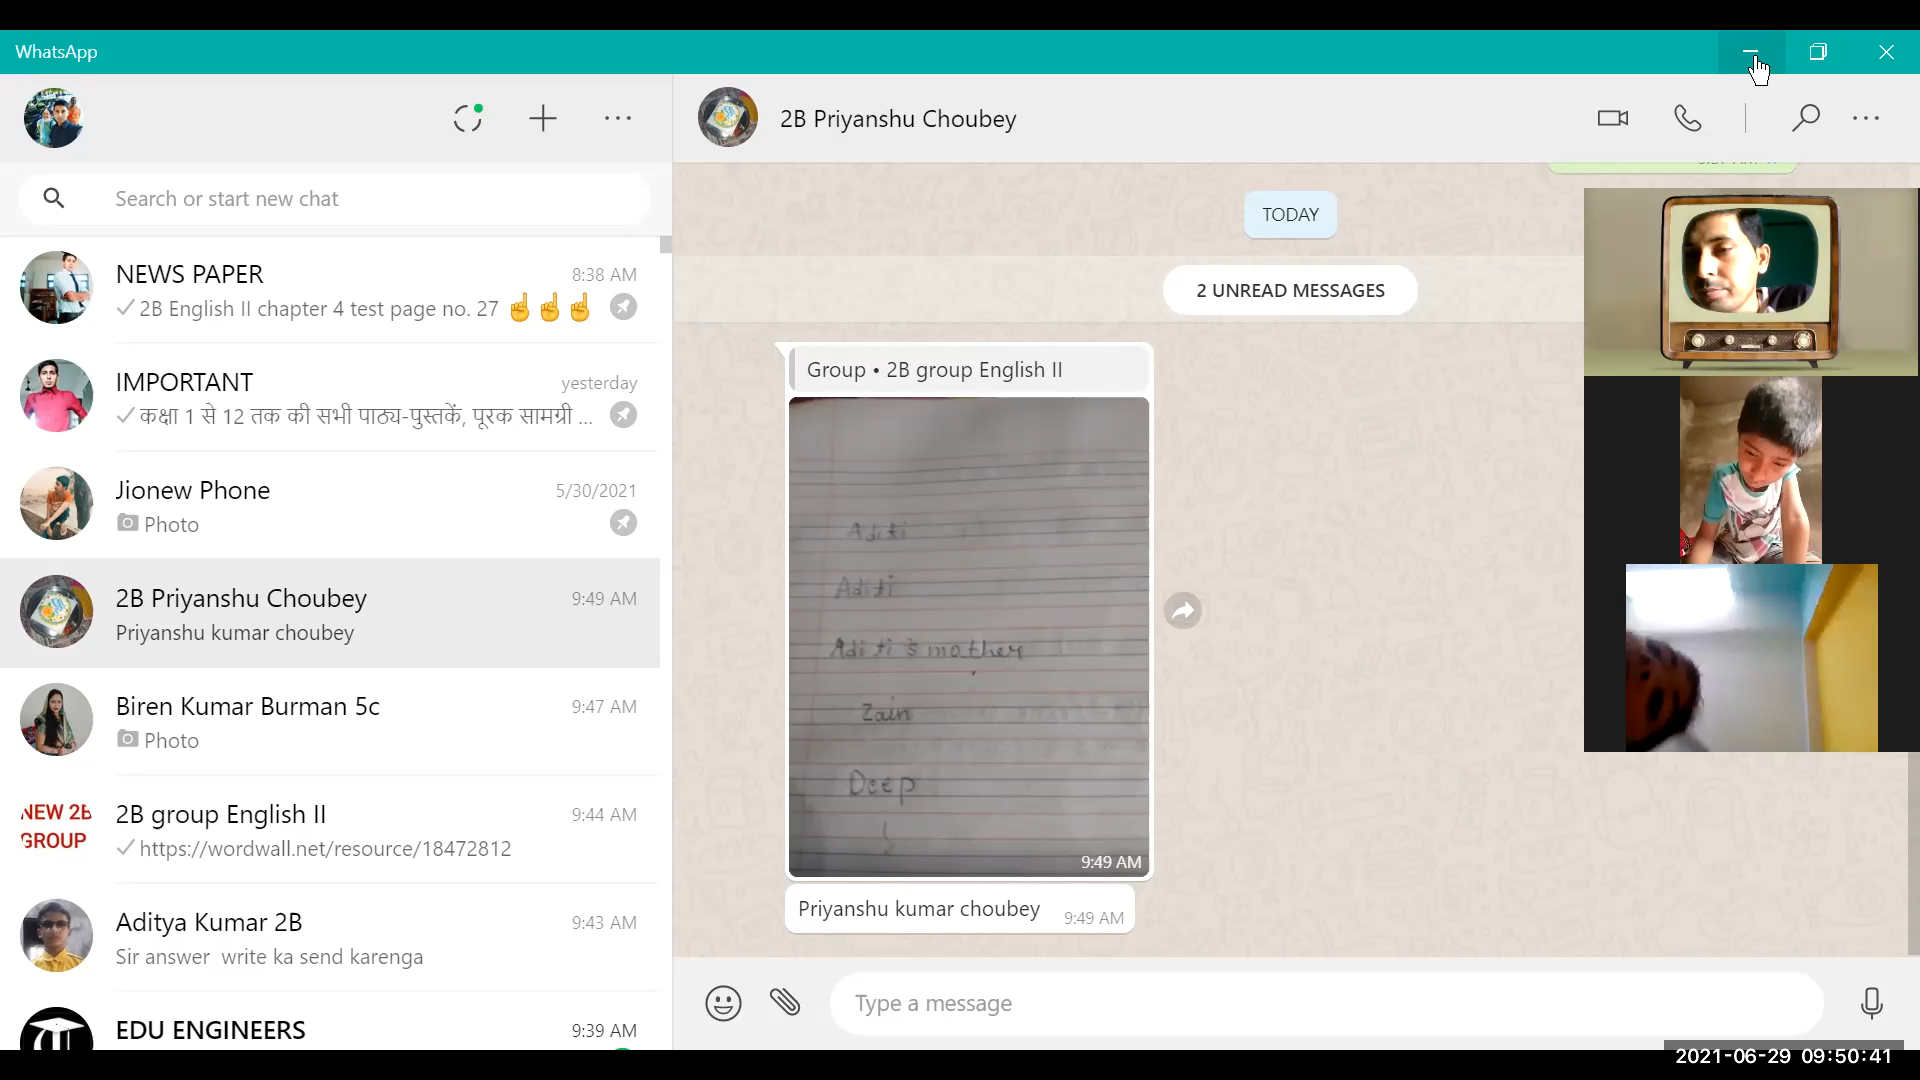 WhatsApp
2B Priyanshu Choubey
Search or start new chat
NEWS PAPER
8:38 AM
2B English II chapter 4 test page no. 27 ☝☝☝
IMPORTANT
yesterday
कक्षा 1 से 12 तक की सभी पाठ्य-पुस्तकें, पूरक सामग्री ...
Jionew Phone
5/30/2021
Photo
2B Priyanshu Choubey
9:49 AM
Priyanshu kumar choubey
Biren Kumar Burman 5c
9:47 AM
Photo
NEW 2B
GROUP
2B group English II
9:44 AM
https://wordwall.net/resource/18472812
Aditya Kumar 2B
9:43 AM
Sir answer  write ka send karenga
EDU ENGINEERS
9:39 AM
TODAY
2 UNREAD MESSAGES
Group • 2B group English II
Aditi
Aditi
Aditi's mother
Zain
Deep
9:49 AM
Priyanshu kumar choubey
9:49 AM
Type a message
2021-06-29 09:50:41